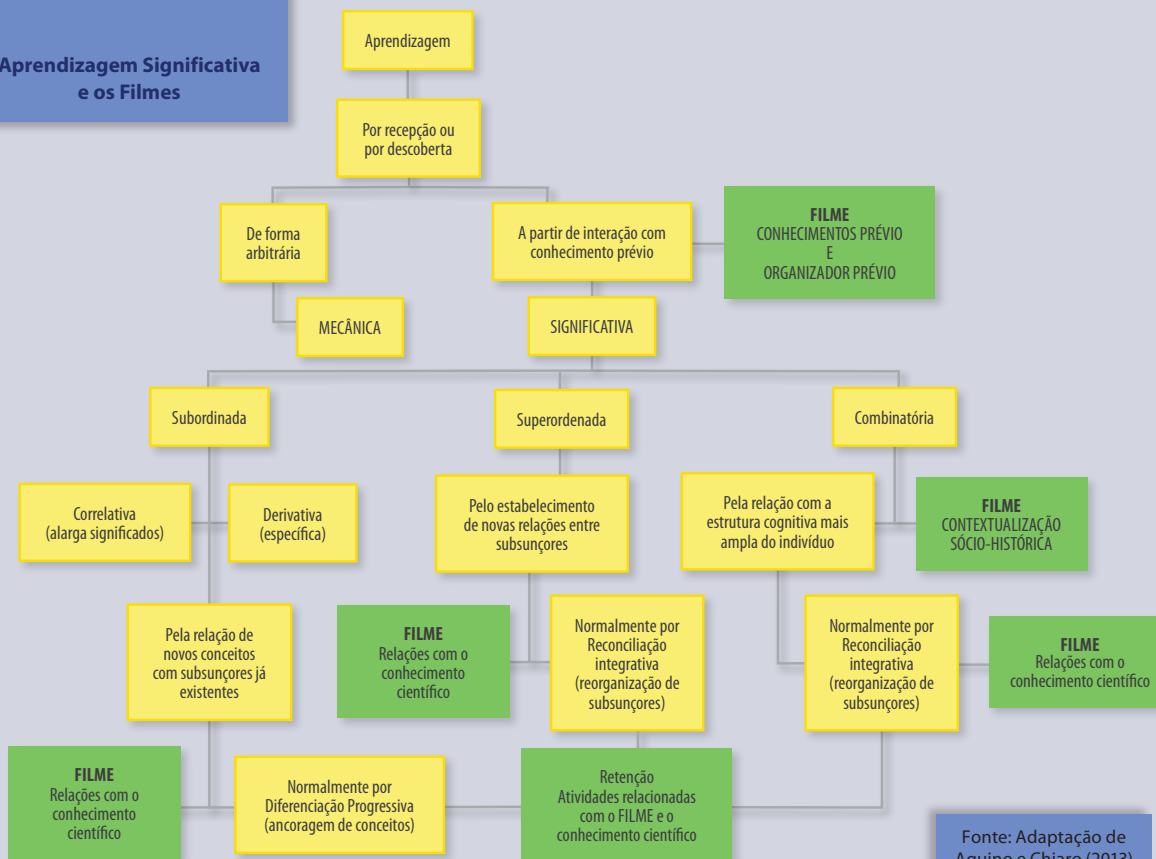 Aprendizagem Significativa
e os Filmes
Aprendizagem
Por recepção ou
por descoberta
De forma
arbitrária
A partir de interação com
conhecimento prévio
FILME
CONHECIMENTOS PRÉVIO
E
ORGANIZADOR PRÉVIO
MECÂNICA
SIGNIFICATIVA
Subordinada
Superordenada
Combinatória
Correlativa
(alarga significados)
Derivativa
(específica)
Pelo estabelecimento
de novas relações entre
subsunçores
Pela relação com a
estrutura cognitiva mais
ampla do indivíduo
FILME
CONTEXTUALIZAÇÃO
SÓCIO-HISTÓRICA
Pela relação de
novos conceitos
com subsunçores já
existentes
FILME
Relações com o
conhecimento
científico
Normalmente por
Reconciliação
integrativa
(reorganização de
subsunçores)
Normalmente por
Reconciliação
integrativa
(reorganização de
subsunçores)
FILME
Relações com o
conhecimento científico
FILME
Relações com o
conhecimento
científico
Normalmente por
Diferenciação Progressiva
(ancoragem de conceitos)
Retenção
Atividades relacionadas
com o FILME e o
conhecimento científico
Fonte: Adaptação de
Aquino e Chiaro (2013)